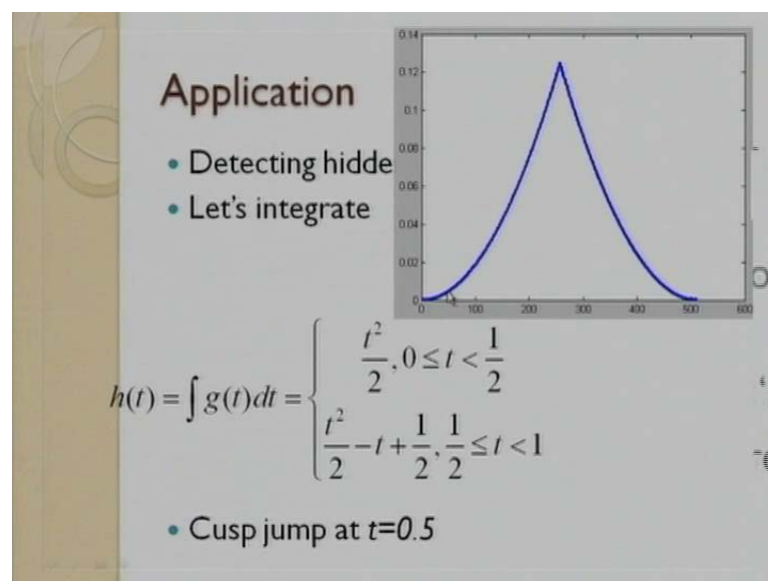 Application
• Detecting hidde
• Let's integrate
0.14
0.12
0.1
0.08
0.06
0.04
0.02
0
0 100 200 300 400 500 600
h(t) = ∫ g(t)dt = { t²/2, 0 ≤ t < 1/2
t²/2 − t + 1/2, 1/2 ≤ t < 1
• Cusp jump at t=0.5